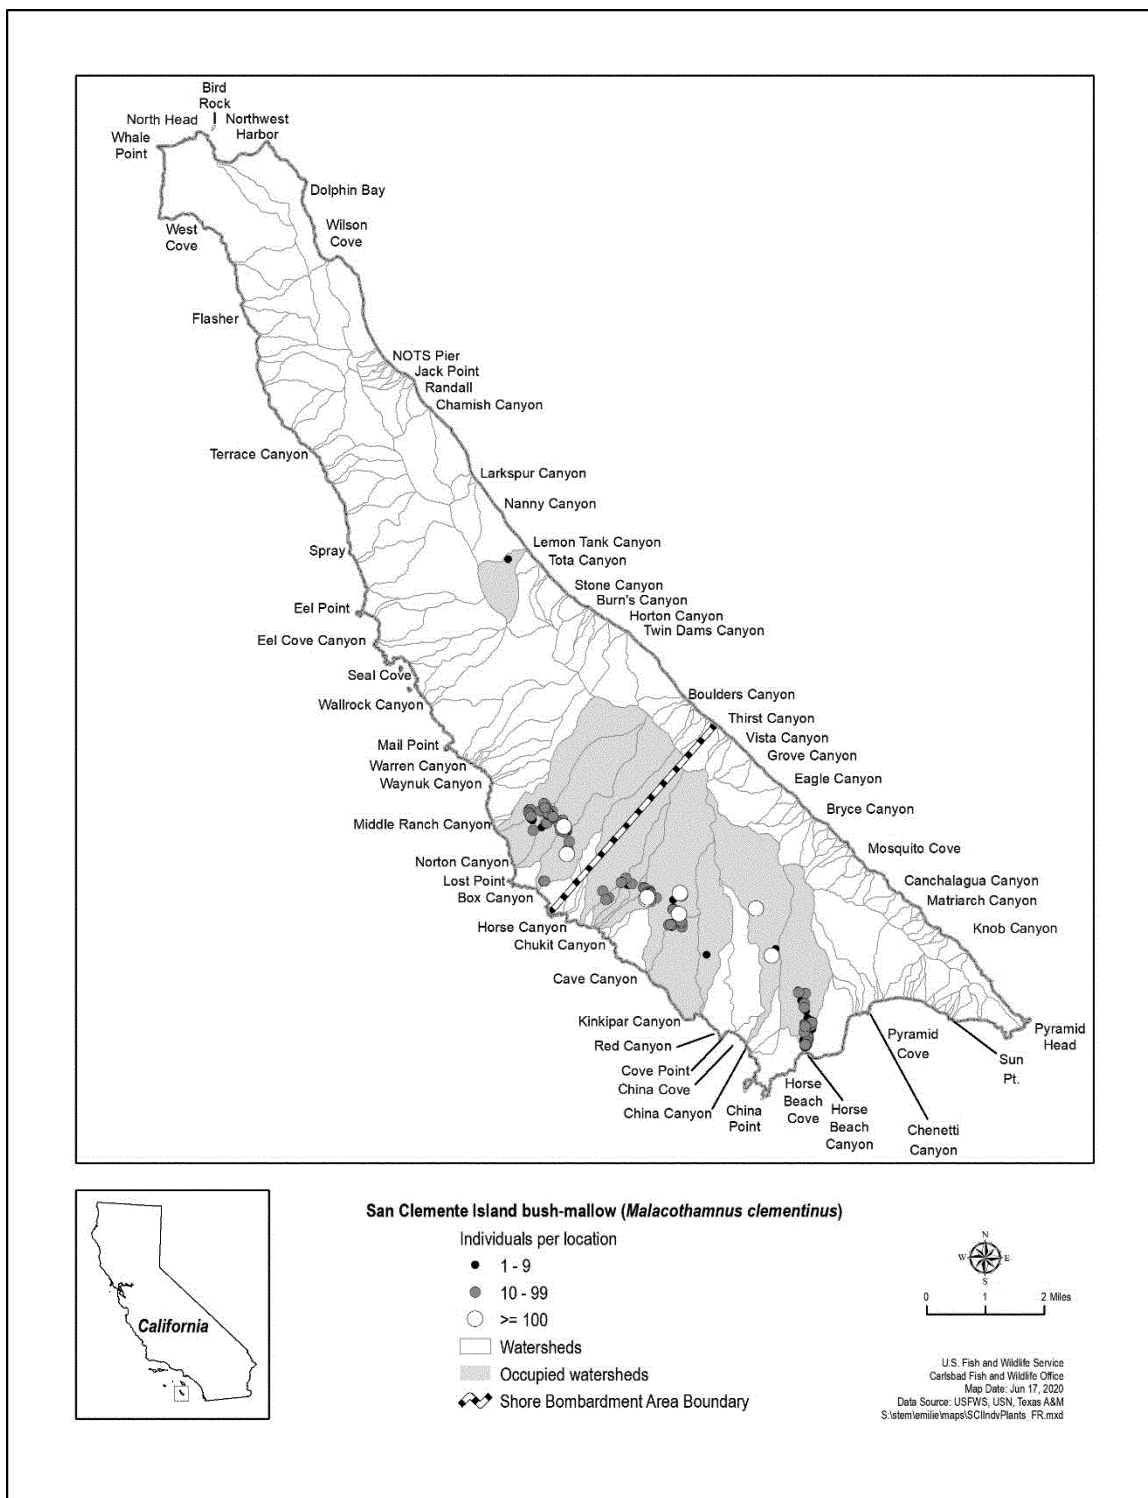 Bird
Rock
North Head
Northwest
Harbor
Whale
Point
Dolphin Bay
West
Cove
Wilson
Cove
Flasher
NOTS Pier
Jack Point
Randall
Chamish Canyon
Terrace Canyon
Larkspur Canyon
Nanny Canyon
Lemon Tank Canyon
Spray
Tota Canyon
Stone Canyon
Burn's Canyon
Eel Point
Horton Canyon
Twin Dams Canyon
Eel Cove Canyon
Seal Cove
Boulders Canyon
Wallrock Canyon
Thirst Canyon
Vista Canyon
Mail Point
Grove Canyon
Warren Canyon
Eagle Canyon
Waynuk Canyon
Bryce Canyon
Middle Ranch Canyon
Mosquito Cove
Norton Canyon
Lost Point
Canchalagua Canyon
Box Canyon
Matriarch Canyon
Horse Canyon
Knob Canyon
Chukit Canyon
Cave Canyon
Kinkipar Canyon
Red Canyon
Cove Point
China Cove
China Canyon
China
Point
Horse
Beach
Cove
Horse
Beach
Canyon
Pyramid
Cove
Chenetti
Canyon
Sun
Pt.
Pyramid
Head
California
San Clemente Island bush-mallow (Malacothamnus clementinus)
Individuals per location
1 - 9
10 - 99
>= 100
Watersheds
Occupied watersheds
Shore Bombardment Area Boundary
N
W E
S
0 1 2 Miles
U.S. Fish and Wildlife Service
Carlsbad Fish and Wildlife Office
Map Date: Jun 17, 2020
Data Source: USFWS, USN, Texas A&M
S:\stem\emilie\maps\SCIIndvPlants_FR.mxd